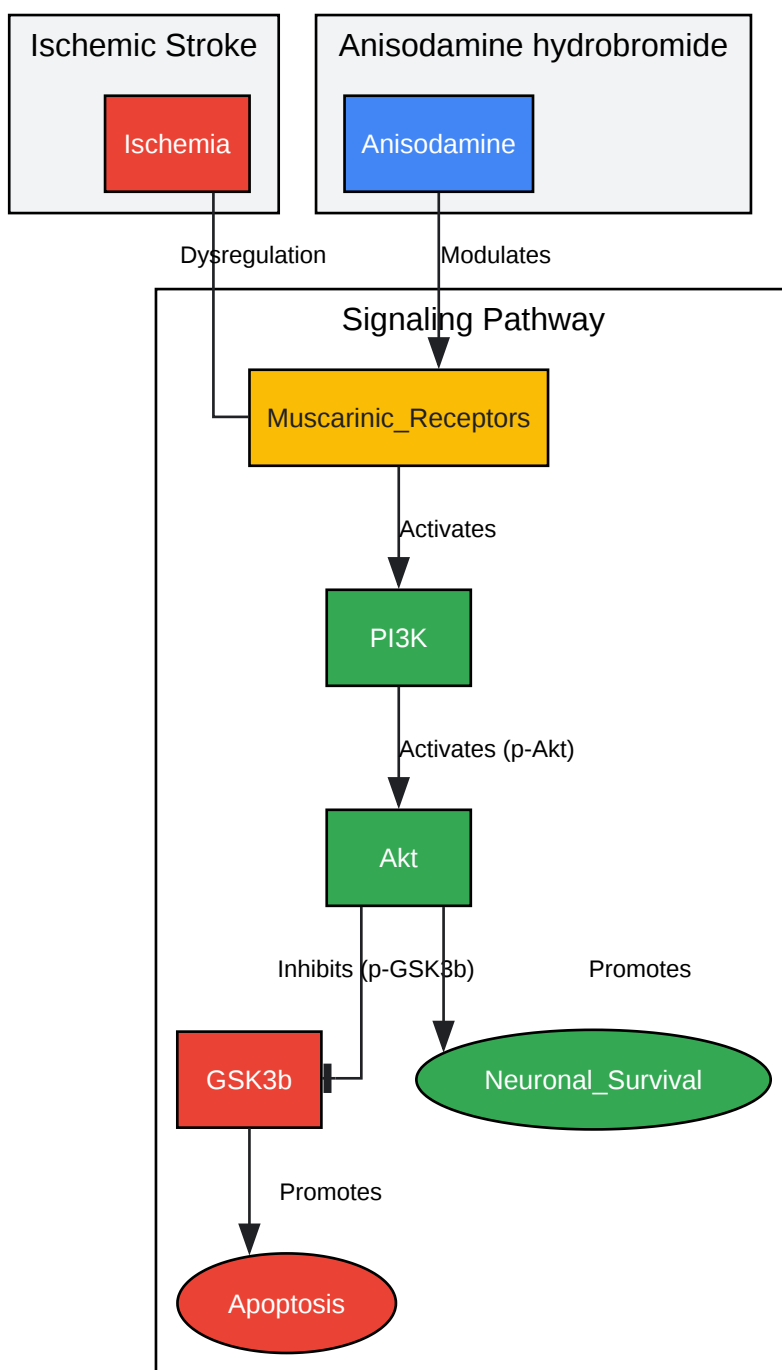 Ischemic Stroke
Anisodamine hydrobromide
Ischemia
Anisodamine
Dysregulation
Modulates
Signaling Pathway
Muscarinic_Receptors
Activates
PI3K
Activates (p-Akt)
Akt
Inhibits (p-GSK3b)
Promotes
GSK3b
Neuronal_Survival
Promotes
Apoptosis